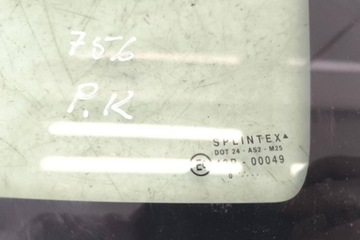 756
P.K
SPLINTEX
DOT 24 - AS2 - M25
43R - 00049